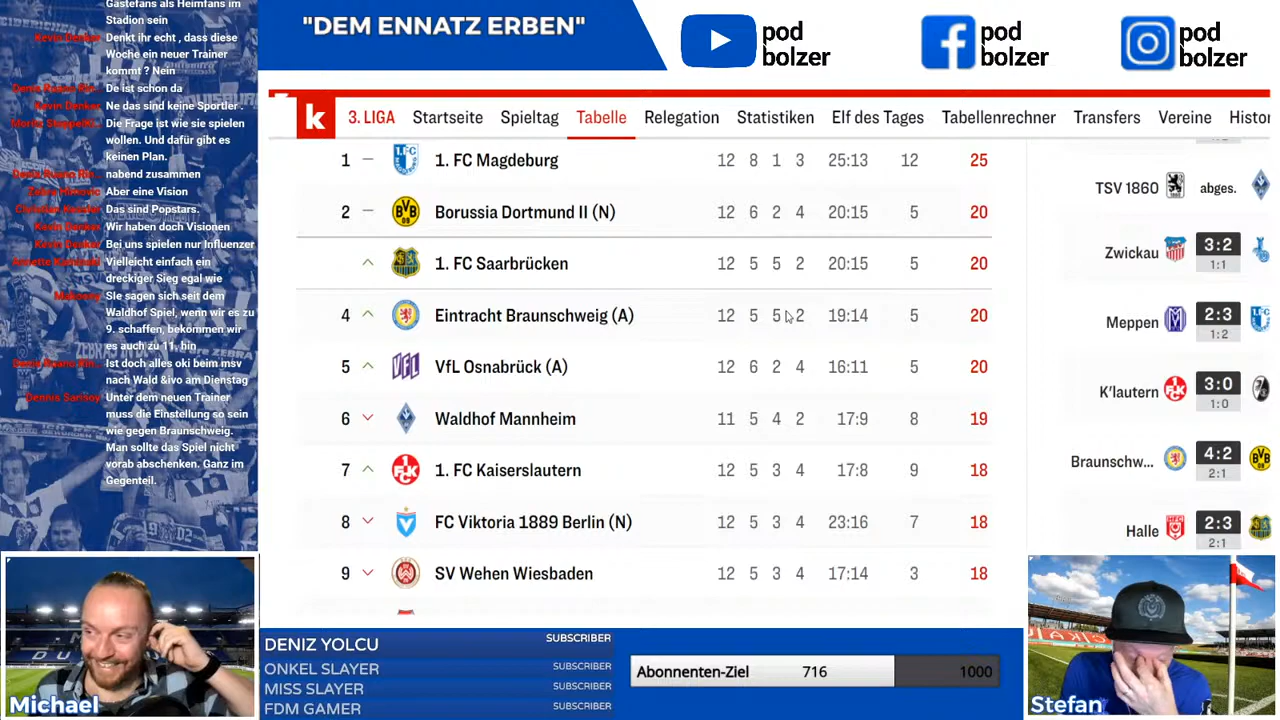 Gästefans als Heimfans im
Stadion sein
Kevin Denker Denkt ihr echt , dass diese
Woche ein neuer Trainer
kommt ? Nein
De ist schon da
Kevin Denker Ne das sind keine Sportler .
Die Frage ist wie sie spielen
wollen. Und dafür gibt es
keinen Plan.
nabend zusammen
Aber eine Vision
Das sind Popstars.
Kevin Denker Wir haben doch Visionen
Kevin Denker Bei uns spielen nur Influenzer
Vielleicht einfach ein
dreckiger Sieg egal wie
SIe sagen sich seit dem
Waldhof Spiel, wenn wir es zu
9. schaffen, bekommen wir
es auch zu 11. hin
Ist doch alles oki beim msv
nach Wald &ivo am Dienstag
Dennis Sarisoy Unter dem neuen Trainer
muss die Einstellung so sein
wie gegen Braunschweig.
Man sollte das Spiel nicht
vorab abschenken. Ganz im
Gegenteil.
"DEM ENNATZ ERBEN"
pod
bolzer
pod
bolzer
pod
bolzer
k 3. LIGA Startseite Spieltag Tabelle Relegation Statistiken Elf des Tages Tabellenrechner Transfers Vereine Histor
1 1. FC Magdeburg 12 8 1 3 25:13 12 25
2 Borussia Dortmund II (N) 12 6 2 4 20:15 5 20
1. FC Saarbrücken 12 5 5 2 20:15 5 20
4 Eintracht Braunschweig (A) 12 5 5 2 19:14 5 20
5 VfL Osnabrück (A) 12 6 2 4 16:11 5 20
6 Waldhof Mannheim 11 5 4 2 17:9 8 19
7 1. FC Kaiserslautern 12 5 3 4 17:8 9 18
8 FC Viktoria 1889 Berlin (N) 12 5 3 4 23:16 7 18
9 SV Wehen Wiesbaden 12 5 3 4 17:14 3 18
TSV 1860 abges.
Zwickau 3:2
1:1
Meppen 2:3
1:2
K'lautern 3:0
1:0
Braunschw... 4:2
2:1
Halle 2:3
2:1
Michael
DENIZ YOLCU SUBSCRIBER
ONKEL SLAYER SUBSCRIBER
MISS SLAYER SUBSCRIBER
FDM GAMER SUBSCRIBER
Abonnenten-Ziel 716 1000
Stefan